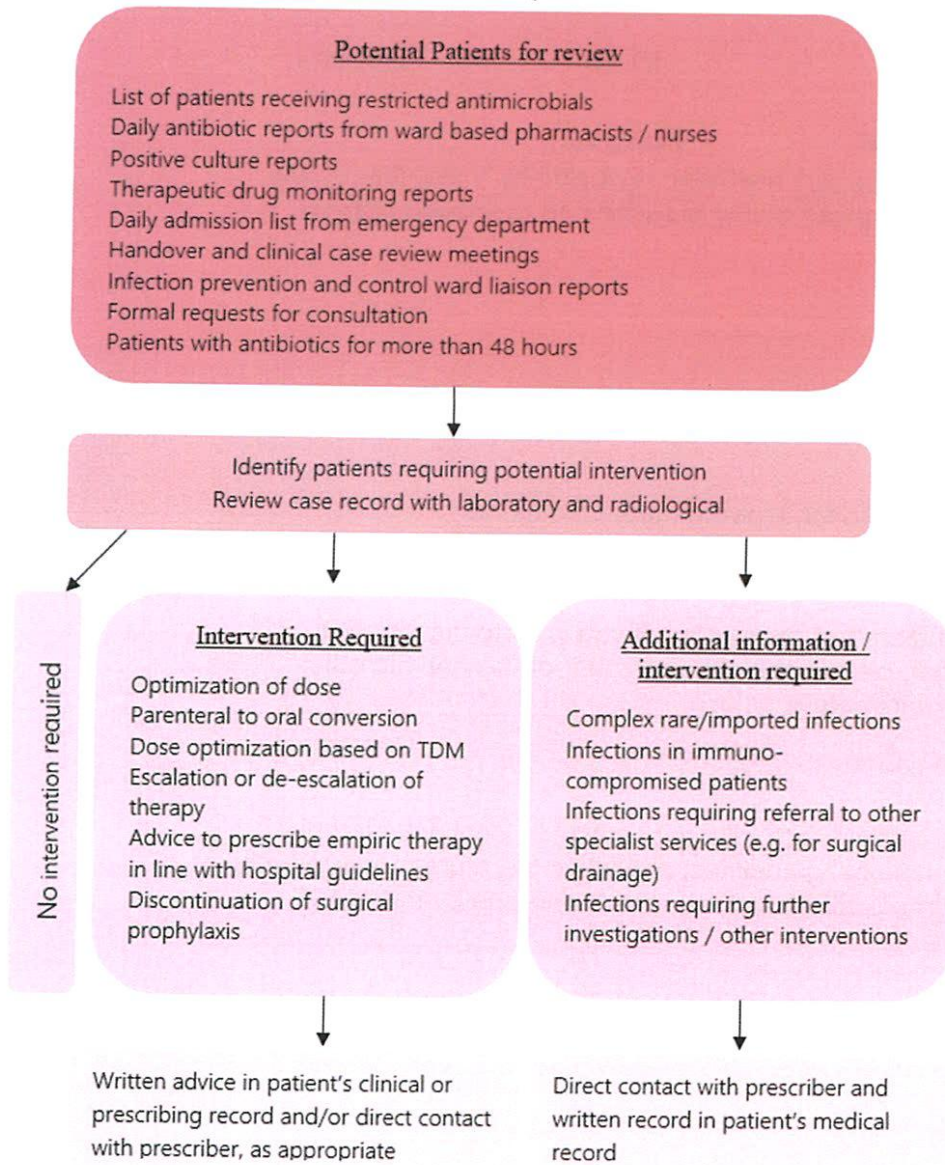 Potential Patients for review
List of patients receiving restricted antimicrobials
Daily antibiotic reports from ward based pharmacists / nurses
Positive culture reports
Therapeutic drug monitoring reports
Daily admission list from emergency department
Handover and clinical case review meetings
Infection prevention and control ward liaison reports
Formal requests for consultation
Patients with antibiotics for more than 48 hours
Identify patients requiring potential intervention
Review case record with laboratory and radiological
No intervention required
Intervention Required
Optimization of dose
Parenteral to oral conversion
Dose optimization based on TDM
Escalation or de-escalation of
therapy
Advice to prescribe empiric therapy
in line with hospital guidelines
Discontinuation of surgical
prophylaxis
Additional information /
intervention required
Complex rare/imported infections
Infections in immuno-
compromised patients
Infections requiring referral to other
specialist services (e.g. for surgical
drainage)
Infections requiring further
investigations / other interventions
Written advice in patient's clinical or
prescribing record and/or direct contact
with prescriber, as appropriate
Direct contact with prescriber and
written record in patient's medical
record